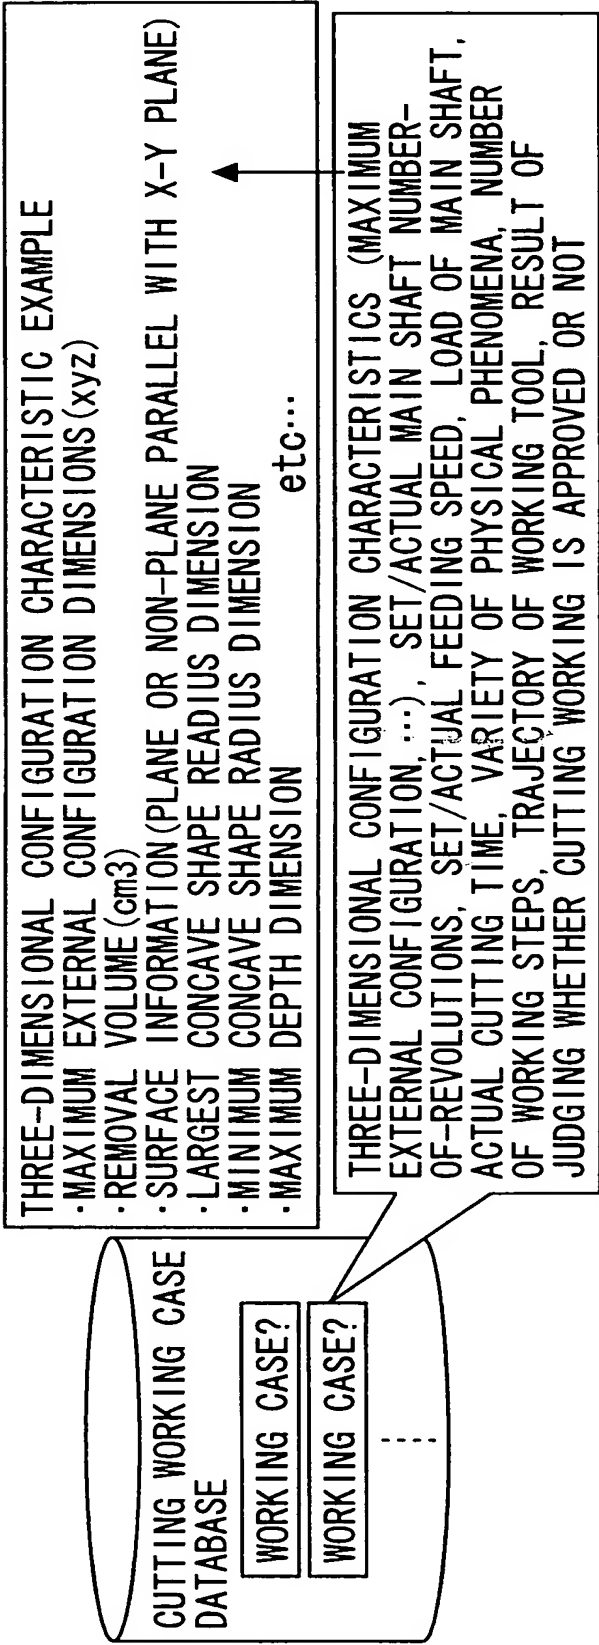 CUTTING WORKING CASE
DATABASE
WORKING CASE?
WORKING CASE?
THREE-DIMENSIONAL CONFIGURATION CHARACTERISTIC EXAMPLE
・MAXIMUM EXTERNAL CONFIGURATION DIMENSIONS(xyz)
・REMOVAL VOLUME(cm3)
・SURFACE INFORMATION(PLANE OR NON-PLANE PARALLEL WITH X-Y PLANE)
・LARGEST CONCAVE SHAPE READIUS DIMENSION
・MINIMUM CONCAVE SHAPE RADIUS DIMENSION
・MAXIMUM DEPTH DIMENSION
etc…
THREE-DIMENSIONAL CONFIGURATION CHARACTERISTICS (MAXIMUM
EXTERNAL CONFIGURATION, …), SET/ACTUAL MAIN SHAFT NUMBER-
OF-REVOLUTIONS, SET/ACTUAL FEEDING SPEED, LOAD OF MAIN SHAFT,
ACTUAL CUTTING TIME, VARIETY OF PHYSICAL PHENOMENA, NUMBER
OF WORKING STEPS, TRAJECTORY OF WORKING TOOL, RESULT OF
JUDGING WHETHER CUTTING WORKING IS APPROVED OR NOT